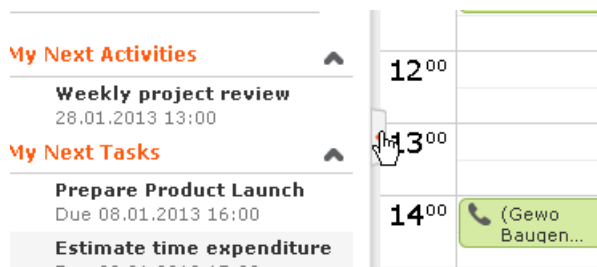 My Next Activities
Weekly project review
28.01.2013 13:00
My Next Tasks
Prepare Product Launch
Due 08.01.2013 16:00
Estimate time expenditure
12⁰⁰
13⁰⁰
14⁰⁰
(Gewo
Baugen...